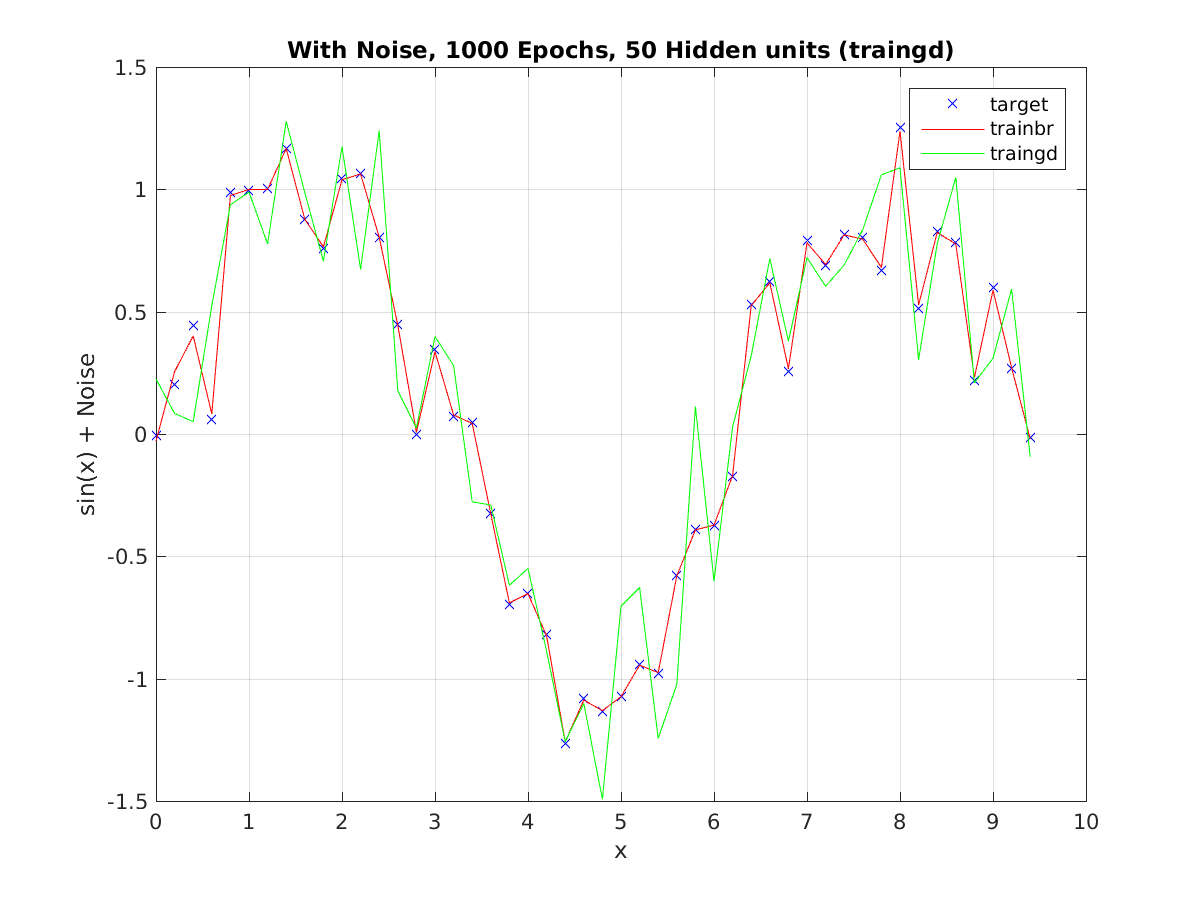 With Noise, 1000 Epochs, 50 Hidden units (traingd)
target
trainbr
traingd
1.5
1
0.5
0
-0.5
-1
-1.5
sin(x) + Noise
0 1 2 3 4 5 6 7 8 9 10
x